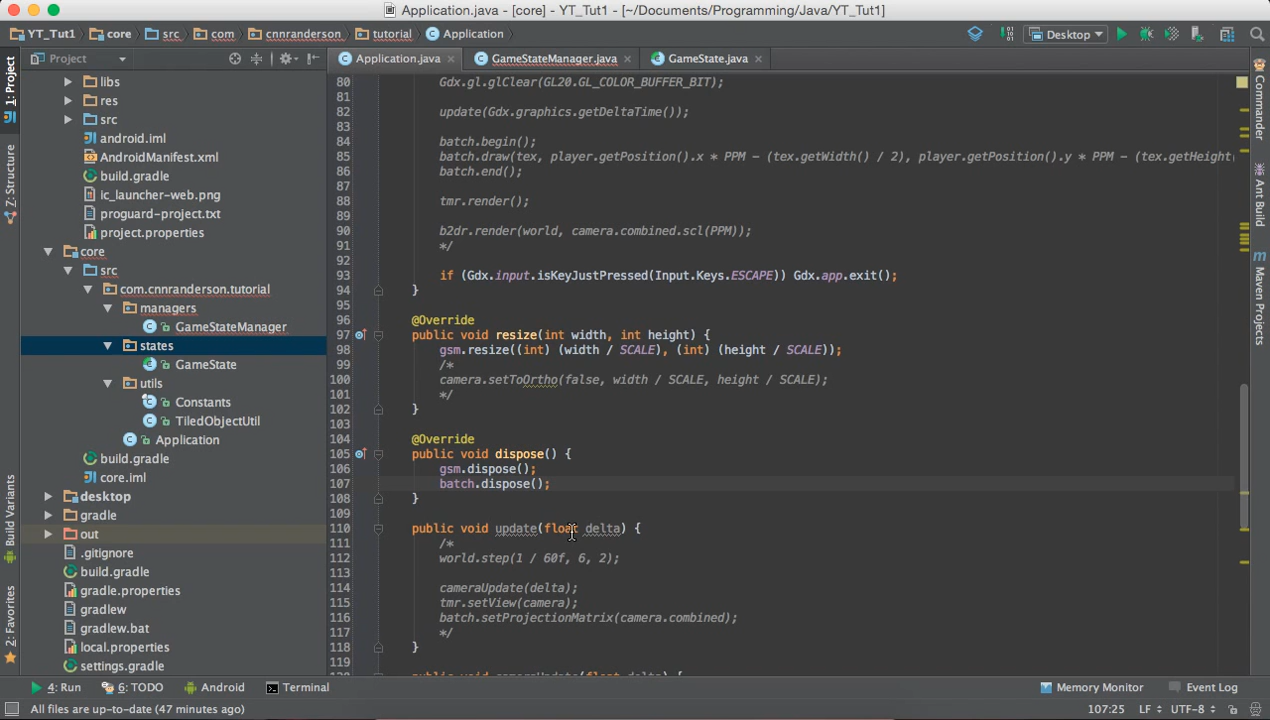 Application.java - [core] - YT_Tut1 - [~/Documents/Programming/Java/YT_Tut1]
YT_Tut1 core src com cnnranderson tutorial Application Desktop
Project
Application.java GameStateManager.java GameState.java
1: Project
Z: Structure
Build Variants
2: Favorites
libs
res
src
android.iml
AndroidManifest.xml
build.gradle
ic_launcher-web.png
proguard-project.txt
project.properties
core
src
com.cnnranderson.tutorial
managers
GameStateManager
states
GameState
utils
Constants
TiledObjectUtil
Application
build.gradle
core.iml
desktop
gradle
out
.gitignore
build.gradle
gradle.properties
gradlew
gradlew.bat
local.properties
settings.gradle
80 Gdx.gl.glClear(GL20.GL_COLOR_BUFFER_BIT);
81
82 update(Gdx.graphics.getDeltaTime());
83
84 batch.begin();
85 batch.draw(tex, player.getPosition().x * PPM - (tex.getWidth() / 2), player.getPosition().y * PPM - (tex.getHeight(
86 batch.end();
87
88 tmr.render();
89
90 b2dr.render(world, camera.combined.scl(PPM));
91 */
92
93 if (Gdx.input.isKeyJustPressed(Input.Keys.ESCAPE)) Gdx.app.exit();
94 }
95
96 @Override
97 public void resize(int width, int height) {
98 gsm.resize((int) (width / SCALE), (int) (height / SCALE));
99 /*
100 camera.setToOrtho(false, width / SCALE, height / SCALE);
101 */
102 }
103
104 @Override
105 public void dispose() {
106 gsm.dispose();
107 batch.dispose();
108 }
109
110 public void update(float delta) {
111 /*
112 world.step(1 / 60f, 6, 2);
113
114 cameraUpdate(delta);
115 tmr.setView(camera);
116 batch.setProjectionMatrix(camera.combined);
117 */
118 }
119
120 public void cameraUpdate(float delta) {
Commander
Ant Build
Maven Projects
4: Run 6: TODO Android Terminal Memory Monitor Event Log
All files are up-to-date (47 minutes ago) 107:25 LF UTF-8